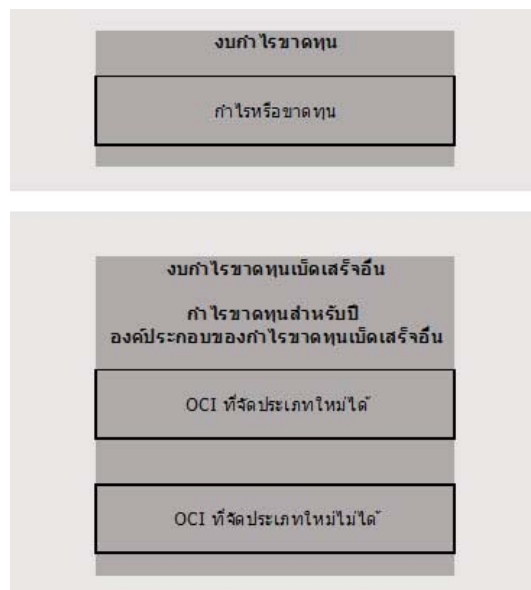 งบกำไรขาดทุน
กำไรหรือขาดทุน
งบกำไรขาดทุนเบ็ดเสร็จอื่น
กำไรขาดทุนสำหรับปี
องค์ประกอบของกำไรขาดทุนเบ็ดเสร็จอื่น
OCI ที่จัดประเภทใหม่ได้
OCI ที่จัดประเภทใหม่ไม่ได้